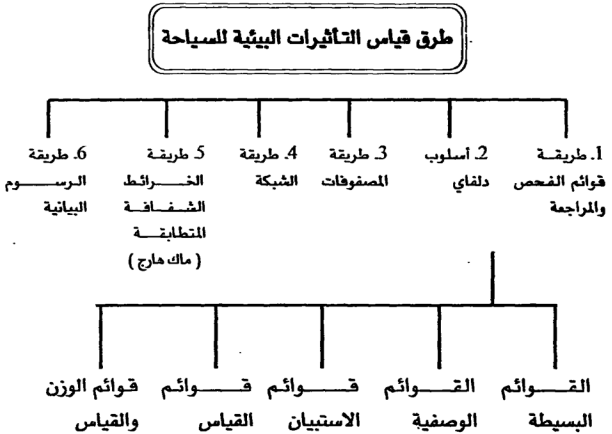 طرق قياس التأثيرات البيئية للسياحة
1. طريقة
قوائم الفحص
والمراجعة
2. أسلوب
دلفاي
3. طريقة
المصفوفات
4. طريقة
الشبكة
5. طريقة
الخرائط
الشفافة
المتطابقة
( ماك هارج )
6. طريقة
الرسوم
البيانية
القوائم
البسيطة
القوائم
الوصفية
قوائم
الاستبيان
قوائم
القياس
قوائم الوزن
والقياس